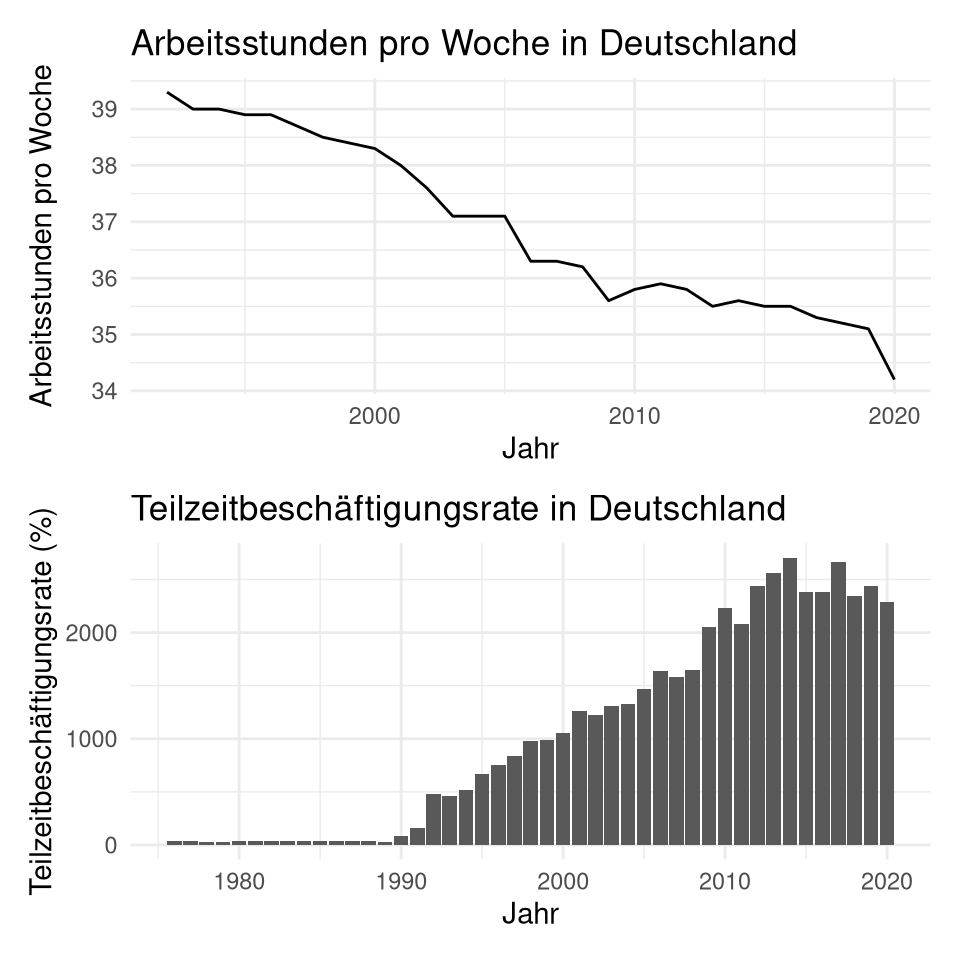 Arbeitsstunden pro Woche in Deutschland
Arbeitsstunden pro Woche
39
38
37
36
35
34
2000 2010 2020
Jahr
Teilzeitbeschäftigungsrate in Deutschland
Teilzeitbeschäftigungsrate (%)
2000
1000
0
1980 1990 2000 2010 2020
Jahr